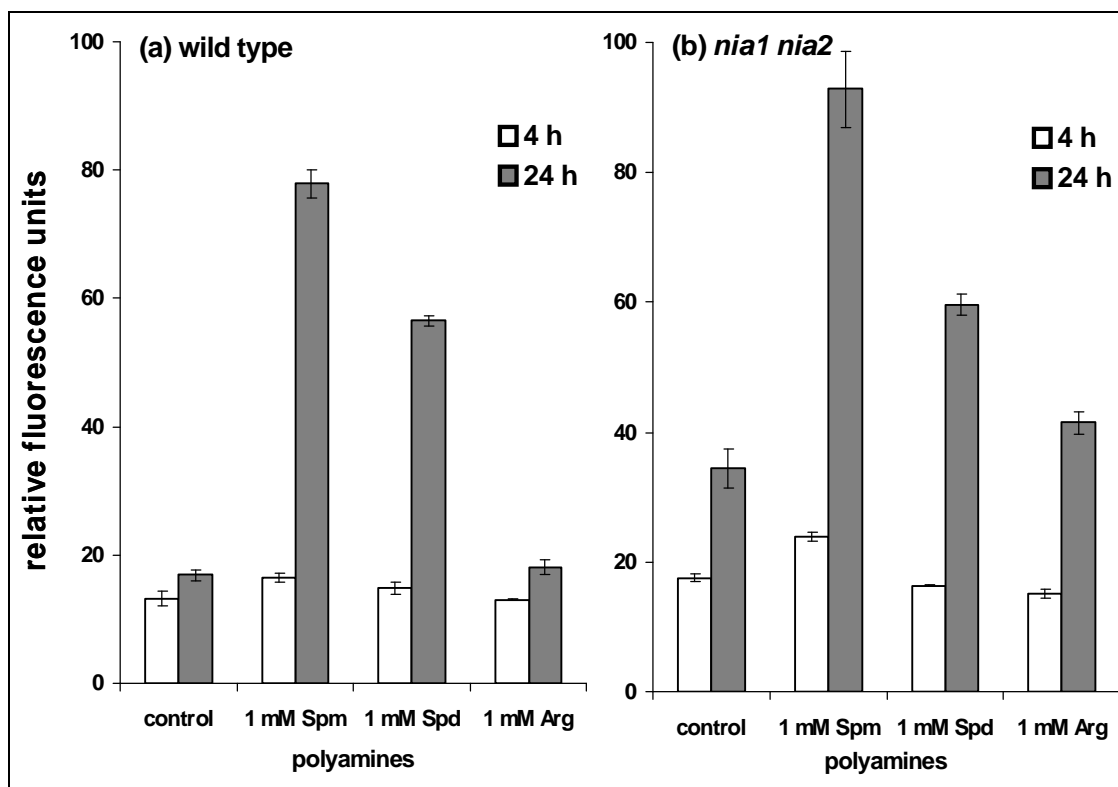 relative fluorescence units
(a) wild type
4 h
24 h
100
80
60
40
20
0
control 1 mM Spm 1 mM Spd 1 mM Arg
polyamines
(b) nia1 nia2
4 h
24 h
100
80
60
40
20
0
control 1 mM Spm 1 mM Spd 1 mM Arg
polyamines